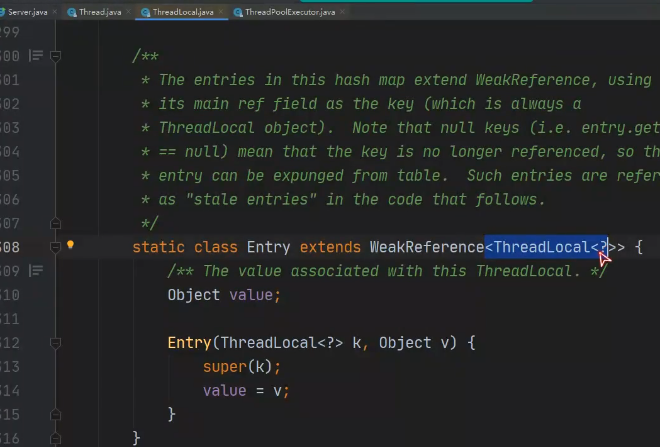 Server.java Thread.java ThreadLocal.java ThreadPoolExecutor.java
299
300 /**
301 * The entries in this hash map extend WeakReference, using
302 * its main ref field as the key (which is always a
303 * ThreadLocal object). Note that null keys (i.e. entry.get
304 * == null) mean that the key is no longer referenced, so th
305 * entry can be expunged from table. Such entries are refer
306 * as "stale entries" in the code that follows.
307 */
308 static class Entry extends WeakReference<ThreadLocal<?>> {
309 /** The value associated with this ThreadLocal. */
310 Object value;
311
312 Entry(ThreadLocal<?> k, Object v) {
313 super(k);
314 value = v;
315 }
316 }